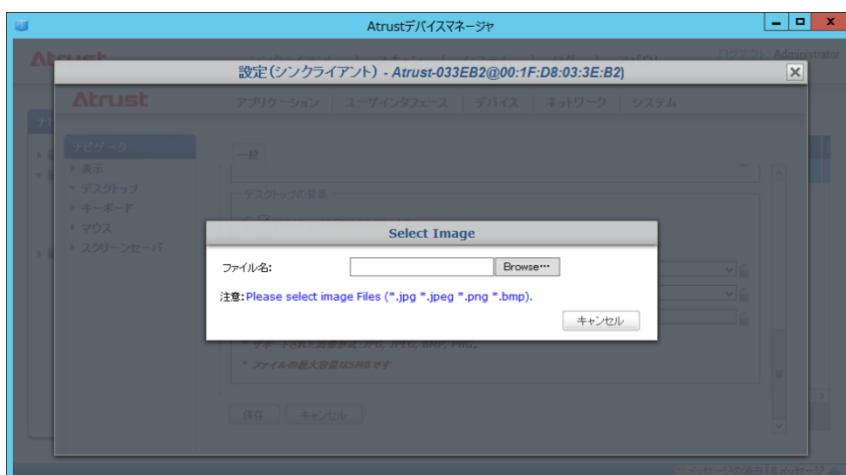 Atrustデバイスマネージャ
Atrust
Administrator
設定(シンクライアント) - Atrust-033EB2@00:1F:D8:03:3E:B2)
Atrust
アプリケーション | ユーザインタフェース | デバイス | ネットワーク | システム
ナビゲータ
一般
表示
デスクトップ
デスクトップの背景
キーボード
マウス
スクリーンセーバ
Select Image
ファイル名:
Browse…
注意:Please select image Files (*.jpg *.jpeg *.png *.bmp).
キャンセル
* ファイルの最大容量は5MBです
保存
キャンセル